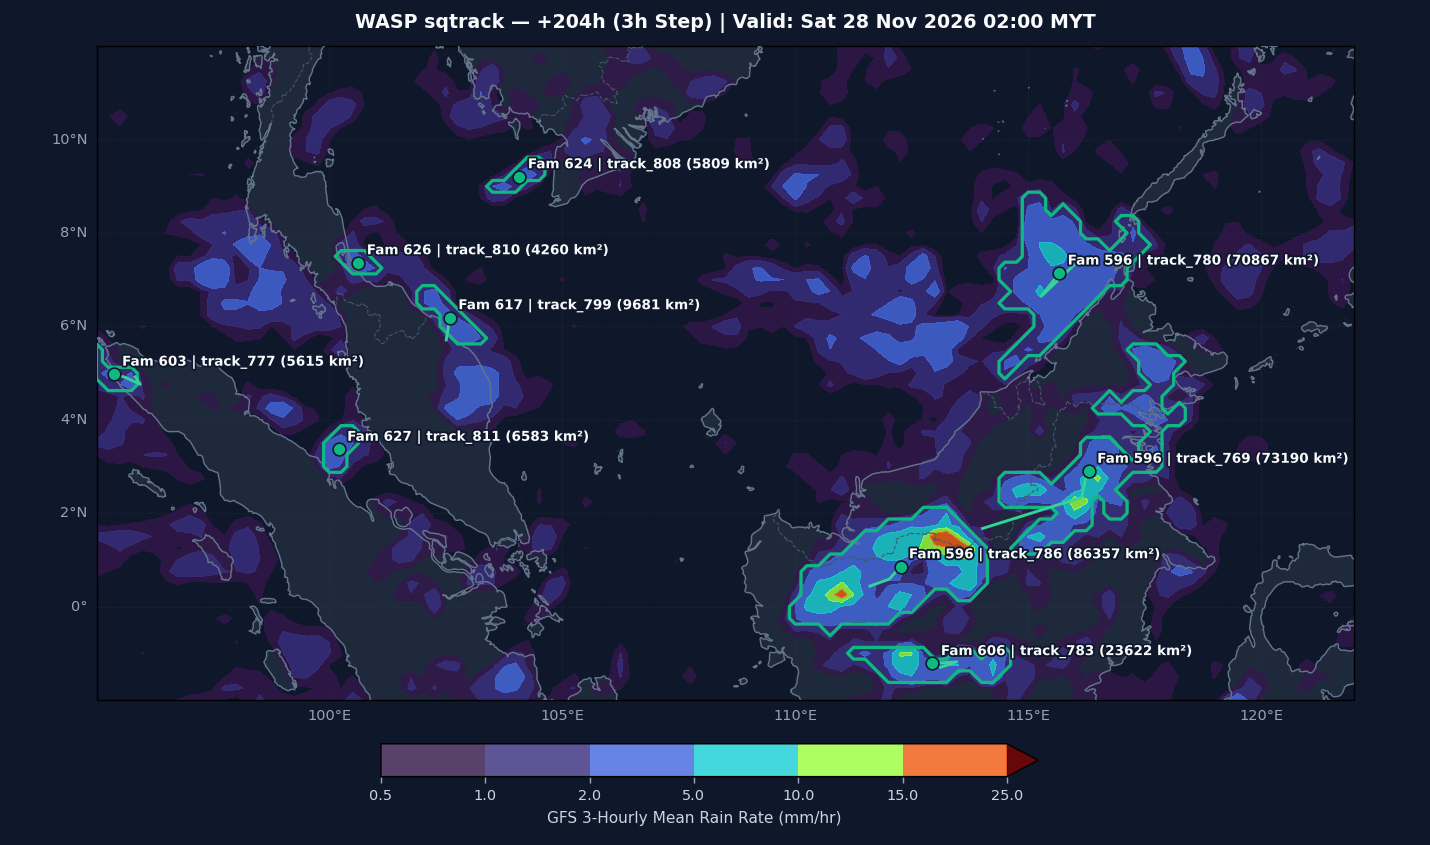 WASP sqtrack — +204h (3h Step) | Valid: Sat 28 Nov 2026 02:00 MYT
10°N
8°N
6°N
4°N
2°N
0°
Fam 624 | track_808 (5809 km²)
Fam 626 | track_810 (4260 km²)
Fam 596 | track_780 (70867 km²)
Fam 617 | track_799 (9681 km²)
Fam 603 | track_777 (5615 km²)
Fam 627 | track_811 (6583 km²)
Fam 596 | track_769 (73190 km²)
Fam 596 | track_786 (86357 km²)
Fam 606 | track_783 (23622 km²)
100°E 105°E 110°E 115°E 120°E
0.5 1.0 2.0 5.0 10.0 15.0 25.0
GFS 3-Hourly Mean Rain Rate (mm/hr)